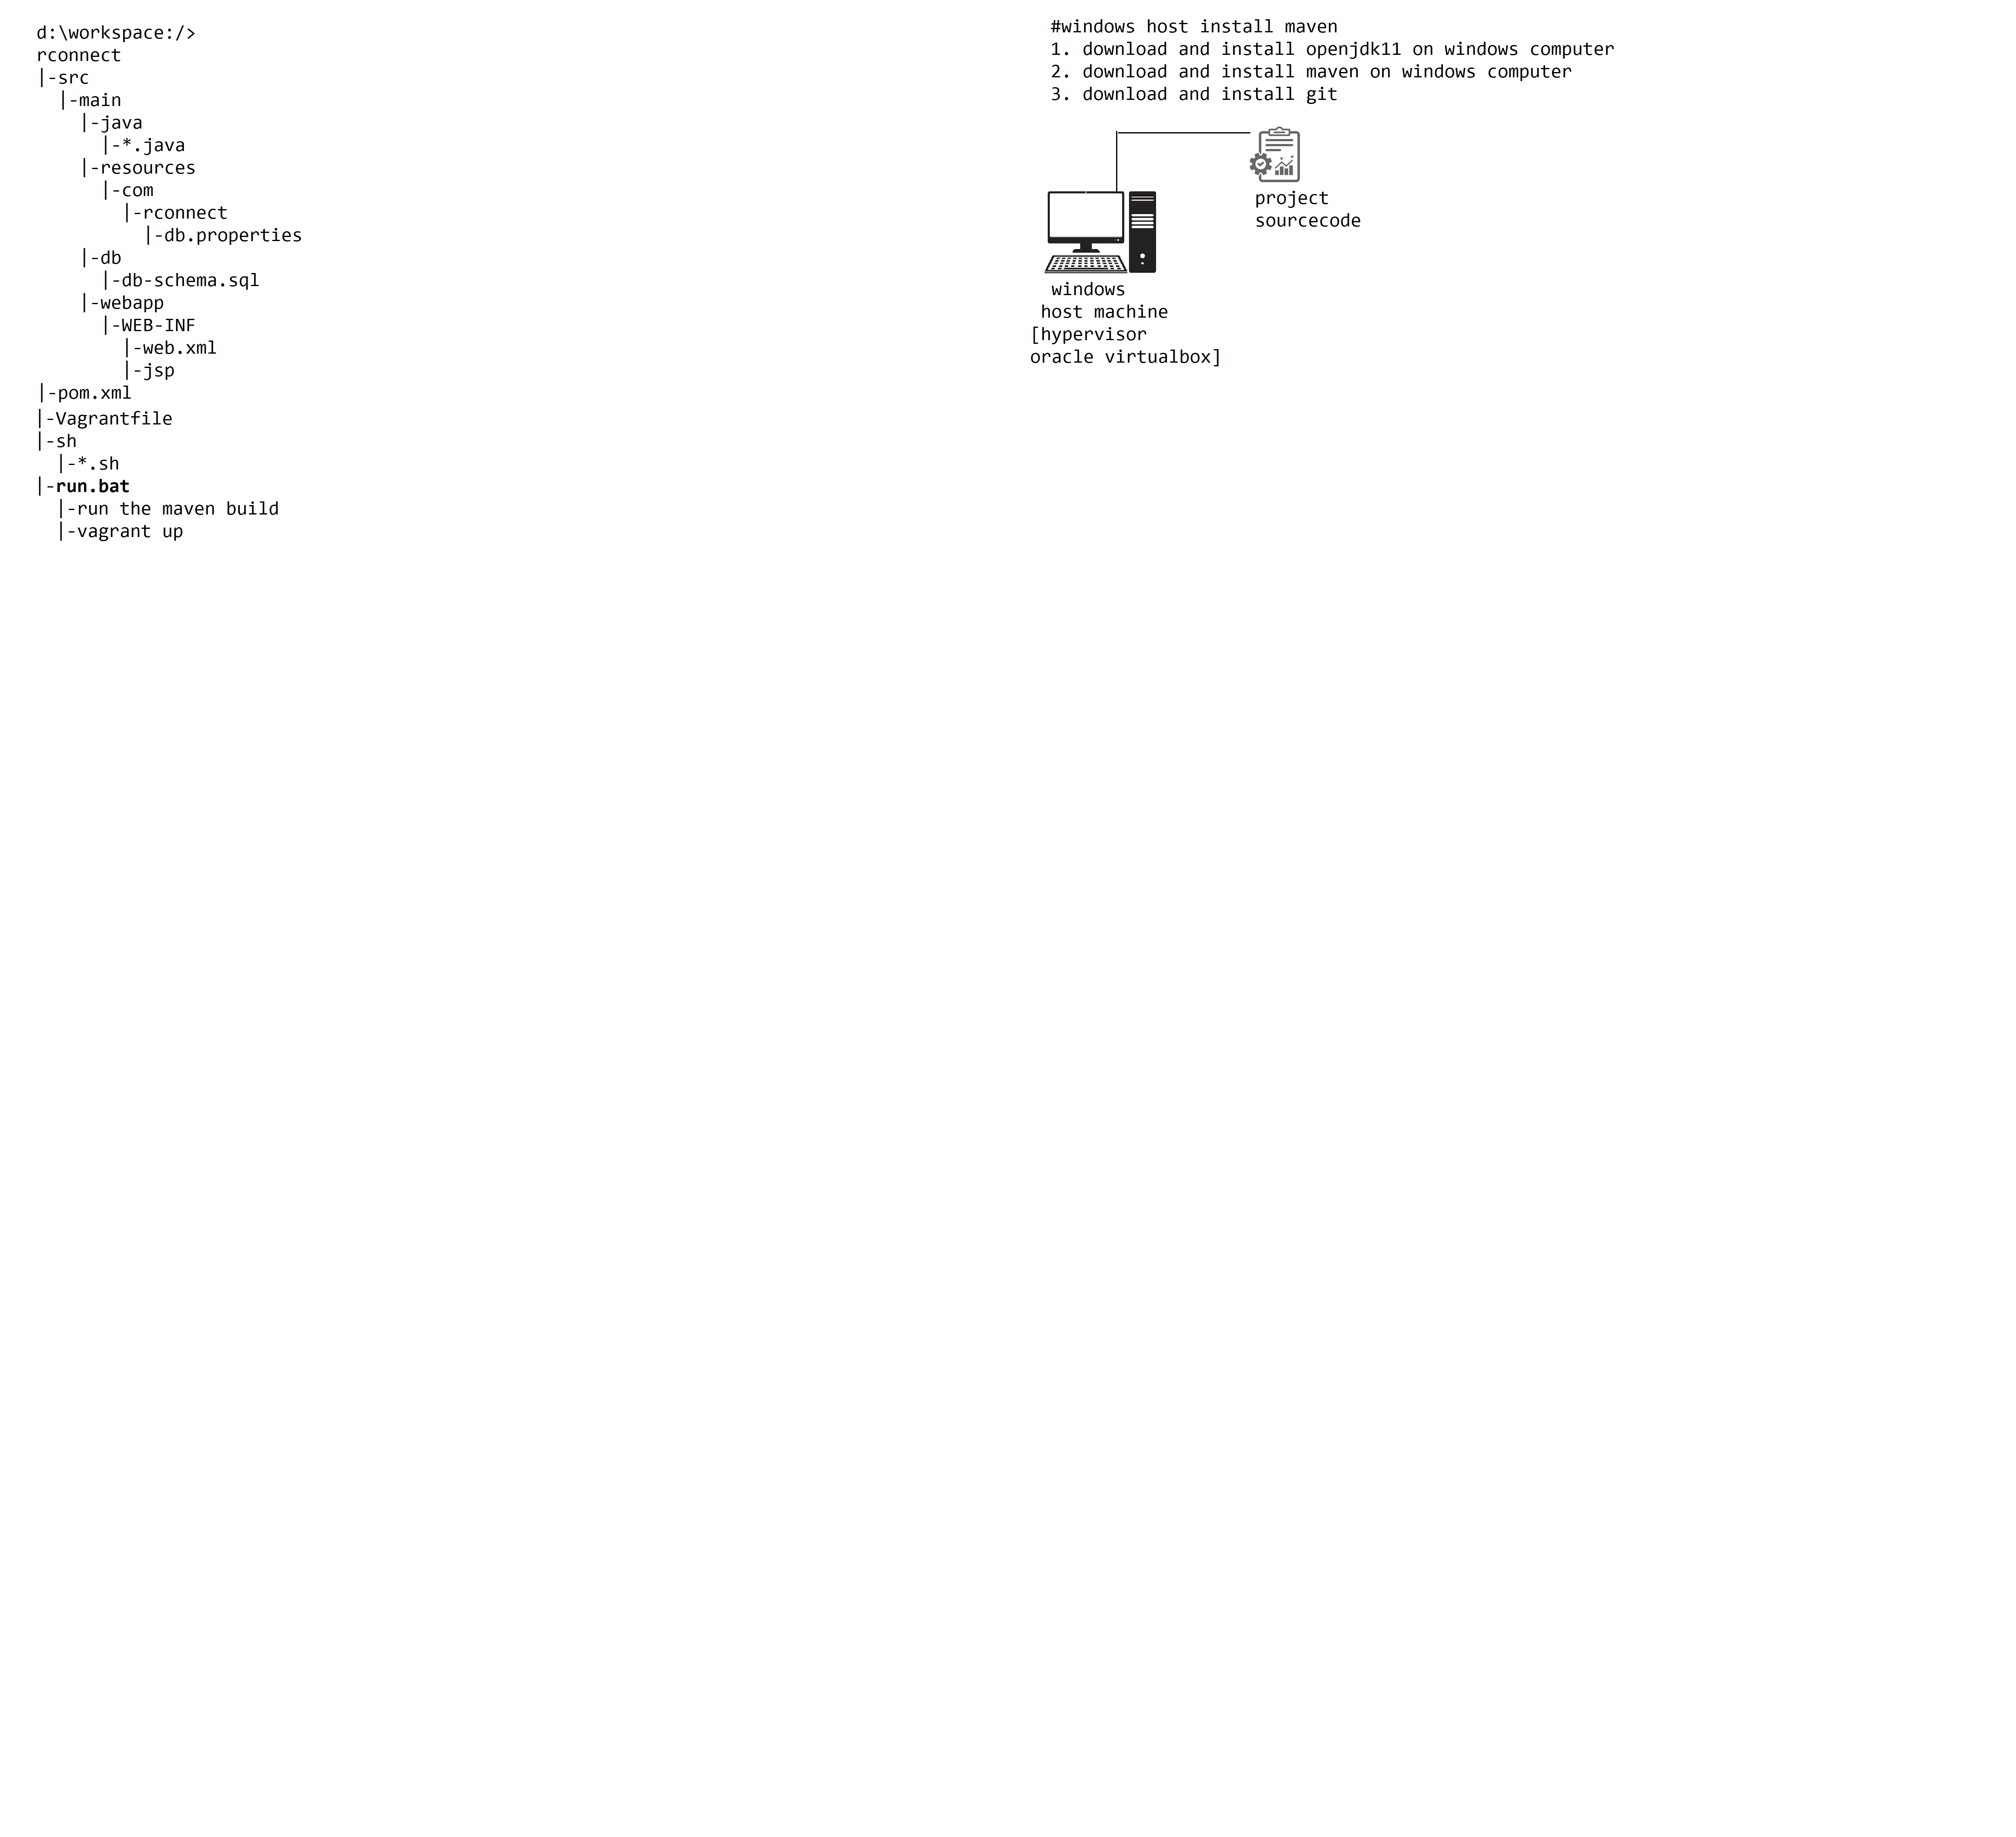 d:\workspace:/>
rconnect
|-src
  |-main
    |-java
      |-*.java
    |-resources
      |-com
        |-rconnect
          |-db.properties
    |-db
      |-db-schema.sql
    |-webapp
      |-WEB-INF
        |-web.xml
        |-jsp
|-pom.xml
|-Vagrantfile
|-sh
  |-*.sh
|-run.bat
  |-run the maven build
  |-vagrant up
#windows host install maven
1. download and install openjdk11 on windows computer
2. download and install maven on windows computer
3. download and install git
project
sourcecode
windows
host machine
[hypervisor
oracle virtualbox]